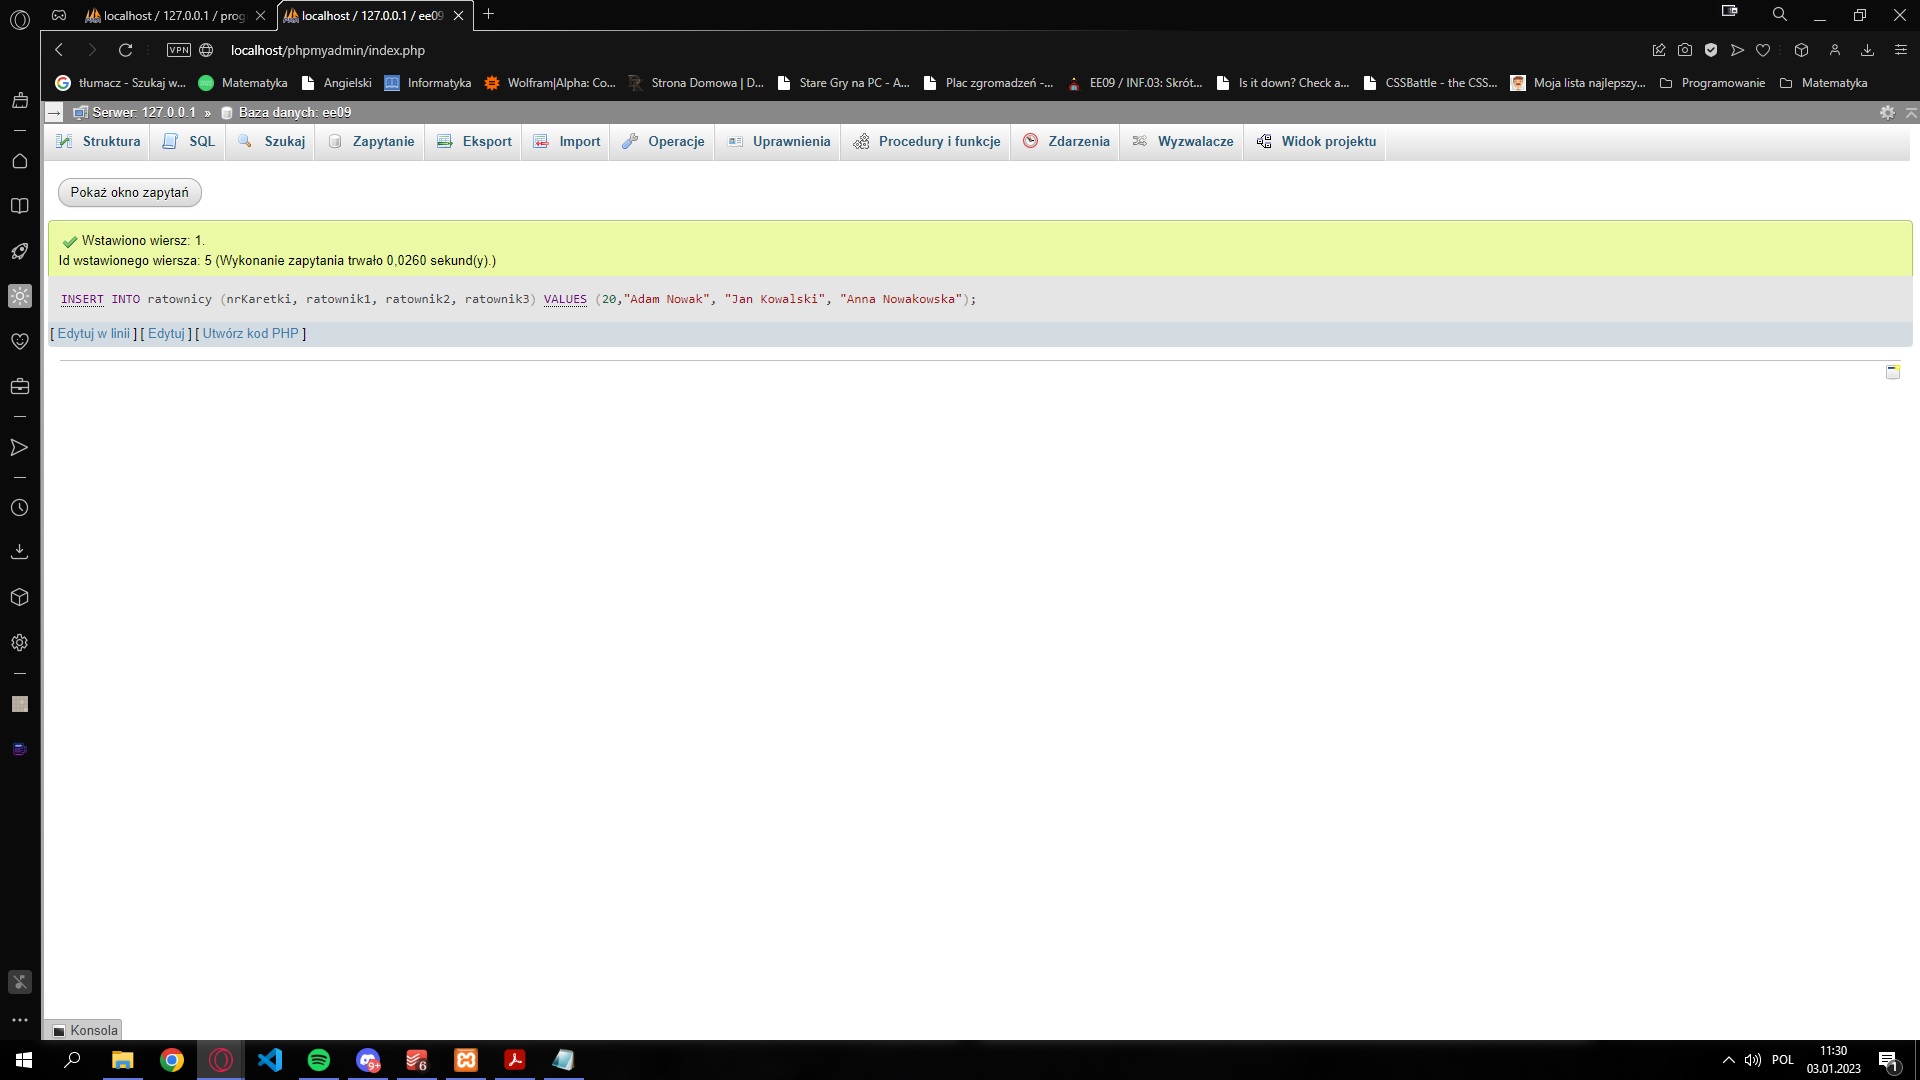 localhost / 127.0.0.1 / prog
localhost / 127.0.0.1 / ee09
VPN
localhost/phpmyadmin/index.php
tłumacz - Szukaj w...
Matematyka
Angielski
Informatyka
Wolfram|Alpha: Co...
Strona Domowa | D...
Stare Gry na PC - A...
Plac zgromadzeń -...
EE09 / INF.03: Skrót...
Is it down? Check a...
CSSBattle - the CSS...
Moja lista najlepszy...
Programowanie
Matematyka
Serwer: 127.0.0.1 » Baza danych: ee09
Struktura
SQL
Szukaj
Zapytanie
Eksport
Import
Operacje
Uprawnienia
Procedury i funkcje
Zdarzenia
Wyzwalacze
Widok projektu
Pokaż okno zapytań
Wstawiono wiersz: 1.
Id wstawionego wiersza: 5 (Wykonanie zapytania trwało 0,0260 sekund(y).)
INSERT INTO ratownicy (nrKaretki, ratownik1, ratownik2, ratownik3) VALUES (20,"Adam Nowak", "Jan Kowalski", "Anna Nowakowska");
[ Edytuj w linii ] [ Edytuj ] [ Utwórz kod PHP ]
Konsola
9+
6
POL
11:30
03.01.2023
1